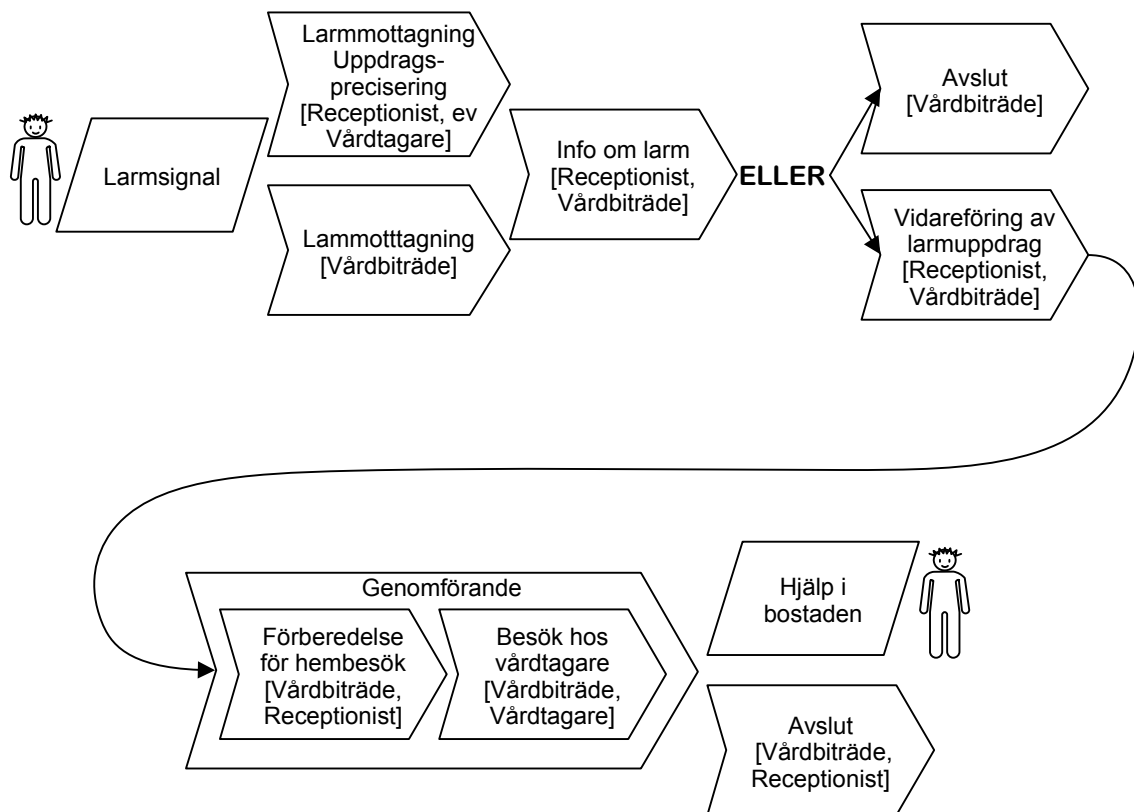 Larmmottagning
Uppdrags-
precisering
[Receptionist, ev
Vårdtagare]
Larmsignal
Lammotttagning
[Vårdbiträde]
Info om larm
[Receptionist,
Vårdbiträde]
ELLER
Avslut
[Vårdbiträde]
Vidareföring av
larmuppdrag
[Receptionist,
Vårdbiträde]
Genomförande
Förberedelse
för hembesök
[Vårdbiträde,
Receptionist]
Besök hos
vårdtagare
[Vårdbiträde,
Vårdtagare]
Hjälp i
bostaden
Avslut
[Vårdbiträde,
Receptionist]